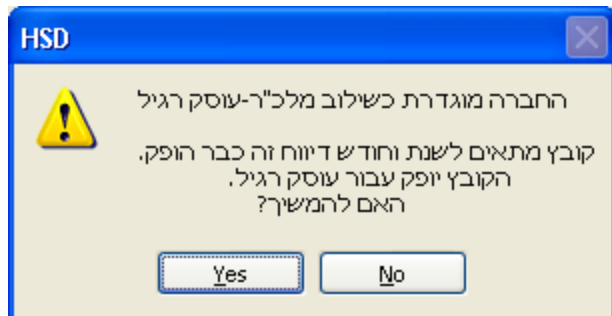 HSD
החברה מוגדרת כשילוב מלכ"ר-עוסק רגיל
קובץ מתאים לשנת וחודש דיווח זה כבר הופק.
הקובץ יופק עבור עוסק רגיל.
האם להמשיך?
Yes No